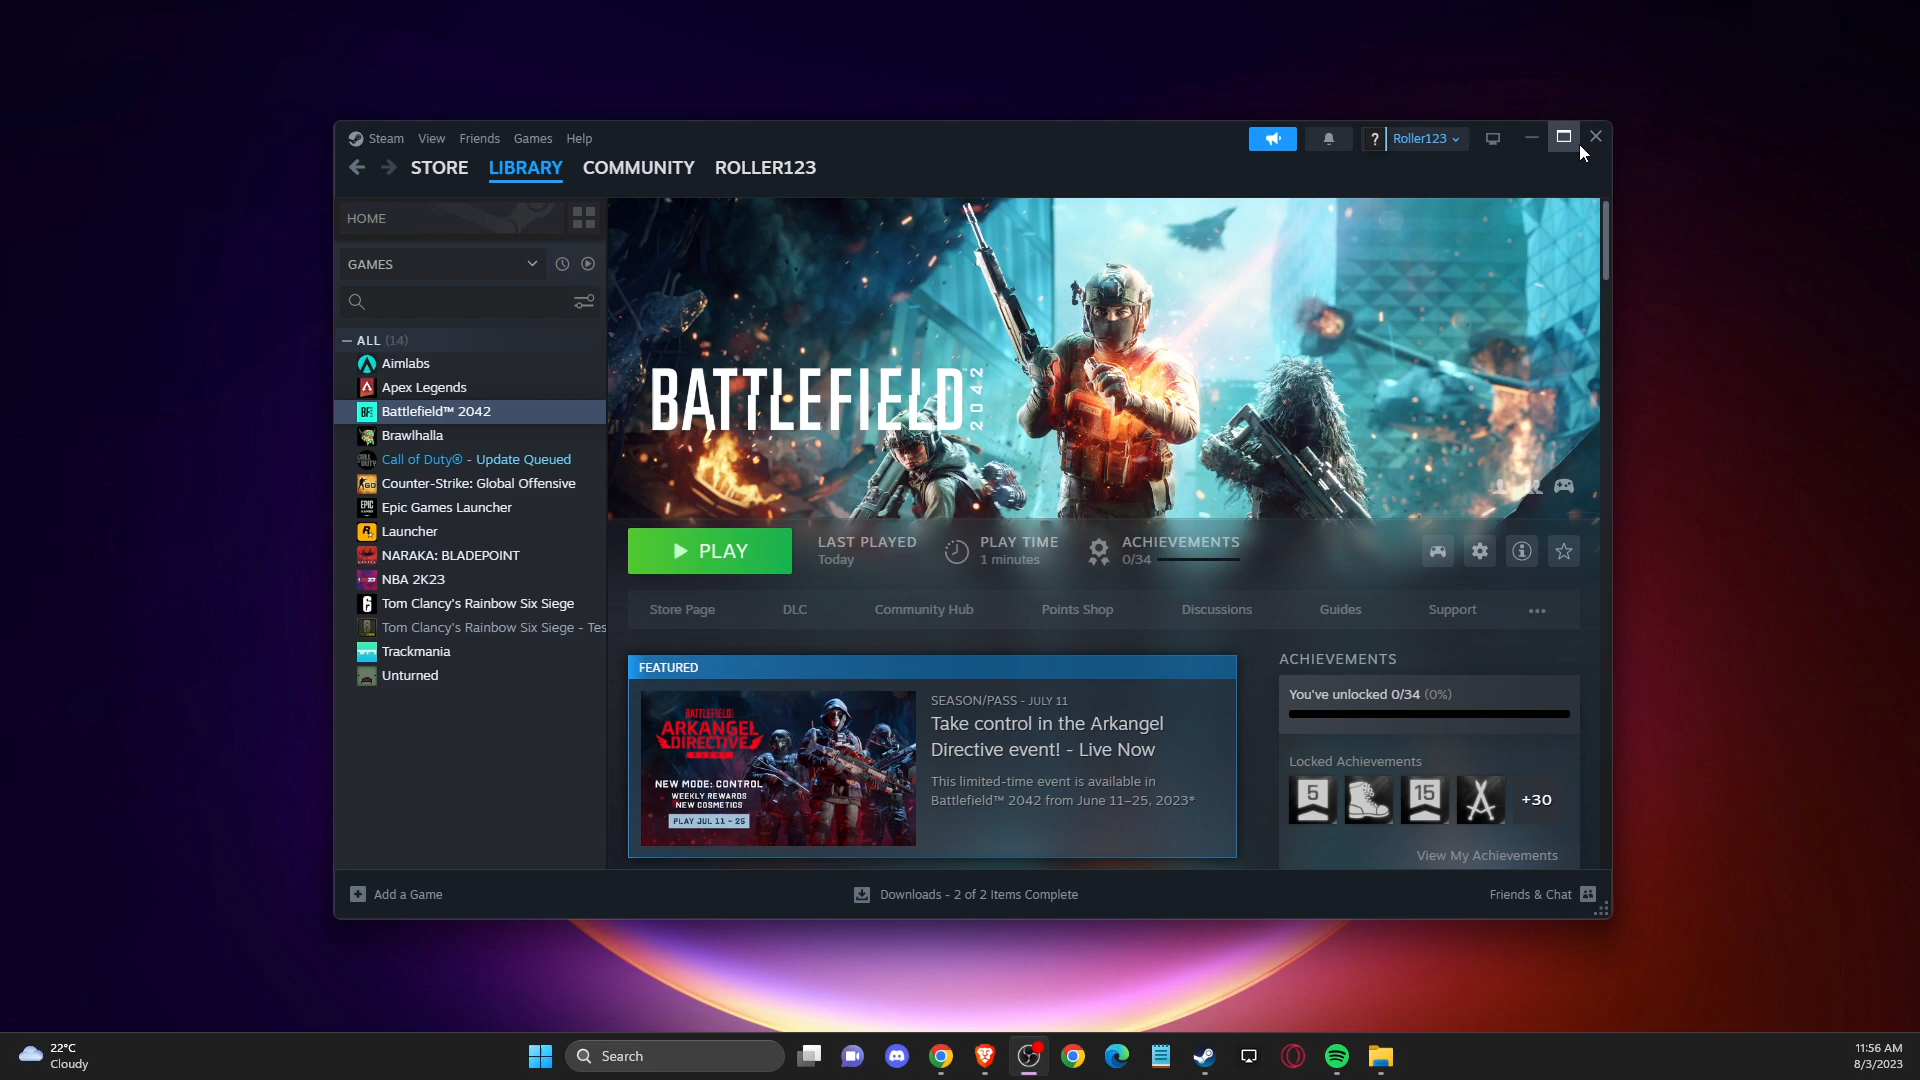 Steam View Friends Games Help
? Roller123
STORE LIBRARY COMMUNITY ROLLER123
HOME
GAMES
ALL (14)
Aimlabs
Apex Legends
Battlefield™ 2042
Brawlhalla
Call of Duty® - Update Queued
Counter-Strike: Global Offensive
Epic Games Launcher
Launcher
NARAKA: BLADEPOINT
NBA 2K23
Tom Clancy's Rainbow Six Siege
Tom Clancy's Rainbow Six Siege - Tes
Trackmania
Unturned
BATTLEFIELD 2042
PLAY
LAST PLAYED
Today
PLAY TIME
1 minutes
ACHIEVEMENTS
0/34
Store Page DLC Community Hub Points Shop Discussions Guides Support
FEATURED
BATTLEFIELD
ARKANGEL
DIRECTIVE
EVENT
NEW MODE: CONTROL
WEEKLY REWARDS
NEW COSMETICS
PLAY JUL 11 – 25
SEASON/PASS - JULY 11
Take control in the Arkangel
Directive event! - Live Now
This limited-time event is available in
Battlefield™ 2042 from June 11–25, 2023*
ACHIEVEMENTS
You've unlocked 0/34 (0%)
Locked Achievements
5 15 +30
View My Achievements
Add a Game
Downloads - 2 of 2 Items Complete
Friends & Chat
22°C
Cloudy
Search
11:56 AM
8/3/2023